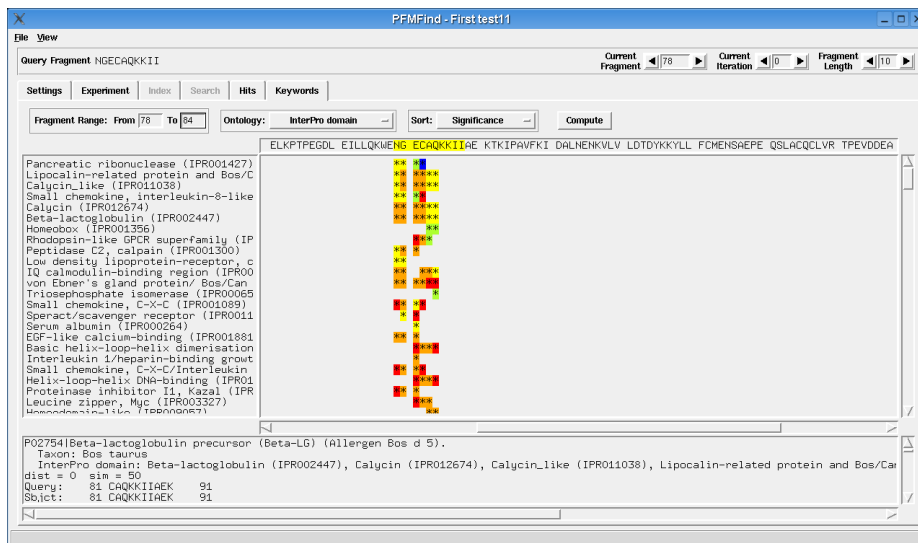 PFMFind - First test11
File View
Query Fragment NGECAQKKII
Current Fragment 78 Current Iteration 0 Fragment Length 10
Settings Experiment Index Search Hits Keywords
Fragment Range: From 78 To 84 Ontology: InterPro domain Sort: Significance Compute
ELKPTPEGDL EILLQKWENG ECAQKKIIAE KTKIPAVFKI DALNENKVLV LDTDYKKYLL FCMENSAEPE QSLACQCLVR TPEVDDEA
Pancreatic ribonuclease (IPR001427) ** **
Lipocalin-related protein and Bos/C ** ****
Calycin_like (IPR011038) ** ****
Small chemokine, interleukin-8-like ** **
Calycin (IPR012674) ** ****
Beta-lactoglobulin (IPR002447) ** ****
Homeobox (IPR001356) **
Rhodopsin-like GPCR superfamily (IP ***
Peptidase C2, calpain (IPR001300) ** *
Low density lipoprotein-receptor, c **
IQ calmodulin-binding region (IPR00 ** ***
von Ebner's gland protein/ Bos/Can ** ****
Triosephosphate isomerase (IPR00065 *
Small chemokine, C-X-C (IPR001089) ** **
Speract/scavenger receptor (IPR0011 * *
Serum albumin (IPR000264) *
EGF-like calcium-binding (IPR001881 ** *
Basic helix-loop-helix dimerisation ****
Interleukin 1/heparin-binding growt *
Small chemokine, C-X-C/Interleukin ** **
Helix-loop-helix DNA-binding (IPR01 ****
Proteinase inhibitor I1, Kazal (IPR ** *
Leucine zipper, Myc (IPR003327) ***
Homeodomain-like (IPR009057) **
P02754|Beta-lactoglobulin precursor (Beta-LG) (Allergen Bos d 5).
Taxon: Bos taurus
InterPro domain: Beta-lactoglobulin (IPR002447), Calycin (IPR012674), Calycin_like (IPR011038), Lipocalin-related protein and Bos/Can
dist = 0 sim = 50
Query: 81 CAQKKIIAEK 91
Sbjct: 81 CAQKKIIAEK 91